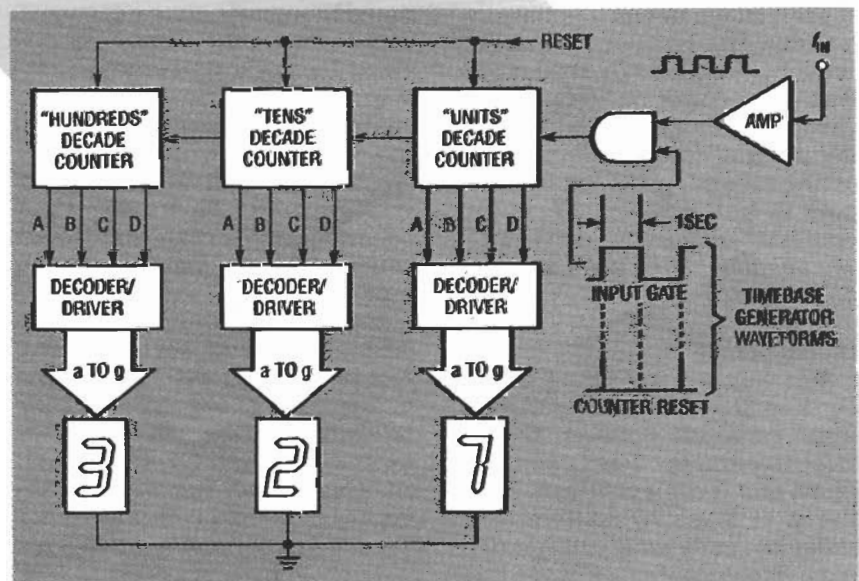 RESET
fIN
"HUNDREDS"
DECADE
COUNTER
"TENS"
DECADE
COUNTER
"UNITS"
DECADE
COUNTER
AMP
A B C D
A B C D
A B C D
1SEC
DECODER/
DRIVER
DECODER/
DRIVER
DECODER/
DRIVER
INPUT GATE
TIMEBASE
GENERATOR
WAVEFORMS
a TO g
a TO g
a TO g
COUNTER RESET
3
2
7